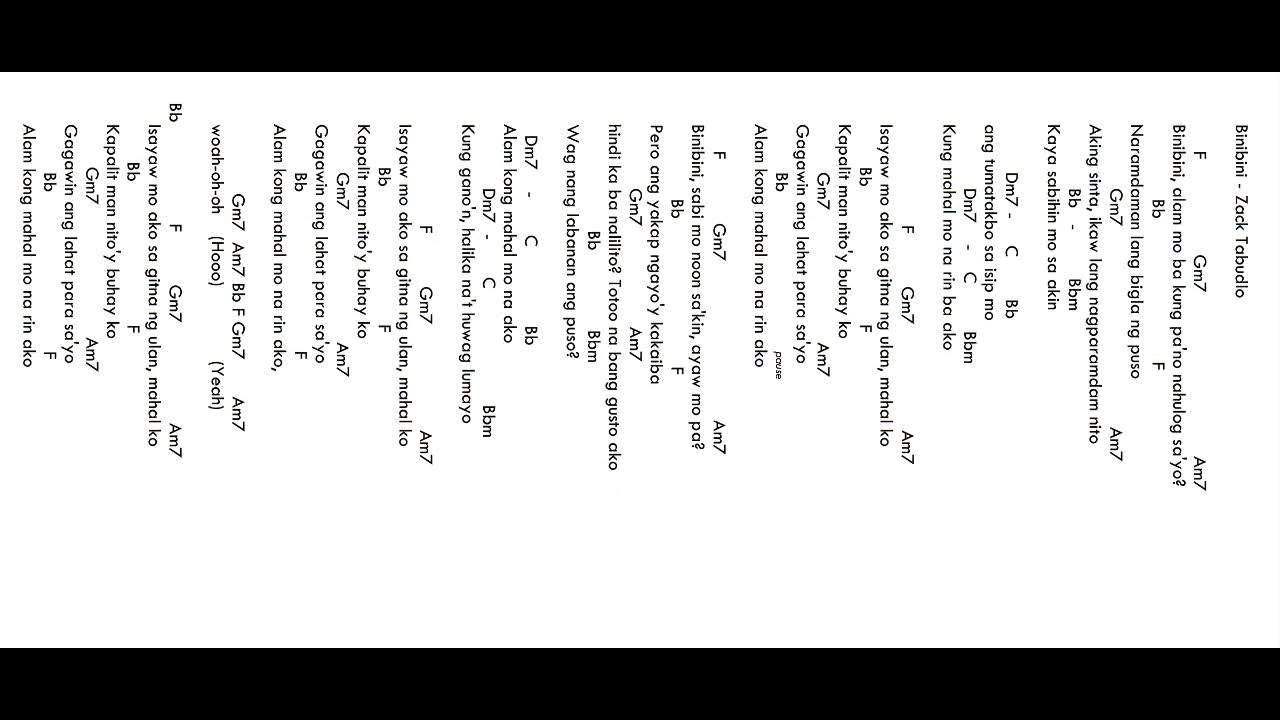 Binibini - Zack Tabudlo
F Gm7 Am7
Binibini, alam mo ba kung pa'no nahulog sa'yo?
Bb F
Naramdaman lang bigla ng puso
Gm7 Am7
Aking sinta, ikaw lang nagparamdam nito
Bb - Bbm
Kaya sabihin mo sa akin
Dm7 - C Bb
ang tumatakbo sa isip mo
Dm7 - C Bbm
Kung mahal mo na rin ba ako
F Gm7 Am7
Isayaw mo ako sa gitna ng ulan, mahal ko
Bb F
Kapalit man nito'y buhay ko
Gm7 Am7
Gagawin ang lahat para sa'yo
Bb pause
Alam kong mahal mo na rin ako
F Gm7 Am7
Binibini, sabi mo noon sa'kin, ayaw mo pa?
Bb F
Pero ang yakap ngayo'y kakaiba
Gm7 Am7
hindi ka ba nalilito? Totoo na bang gusto ako
Bb Bbm
Wag nang labanan ang puso?
Dm7 - C Bb
Alam kong mahal mo na ako
Dm7 - C Bbm
Kung gano'n, halika na't huwag lumayo
F Gm7 Am7
Isayaw mo ako sa gitna ng ulan, mahal ko
Bb F
Kapalit man nito'y buhay ko
Gm7 Am7
Gagawin ang lahat para sa'yo
Bb F
Alam kong mahal mo na rin ako,
Gm7 Am7 Bb F Gm7 Am7
woah-oh-oh (Hooo) (Yeah)
Bb F Gm7 Am7
Isayaw mo ako sa gitna ng ulan, mahal ko
Bb F
Kapalit man nito'y buhay ko
Gm7 Am7
Gagawin ang lahat para sa'yo
Bb F
Alam kong mahal mo na rin ako